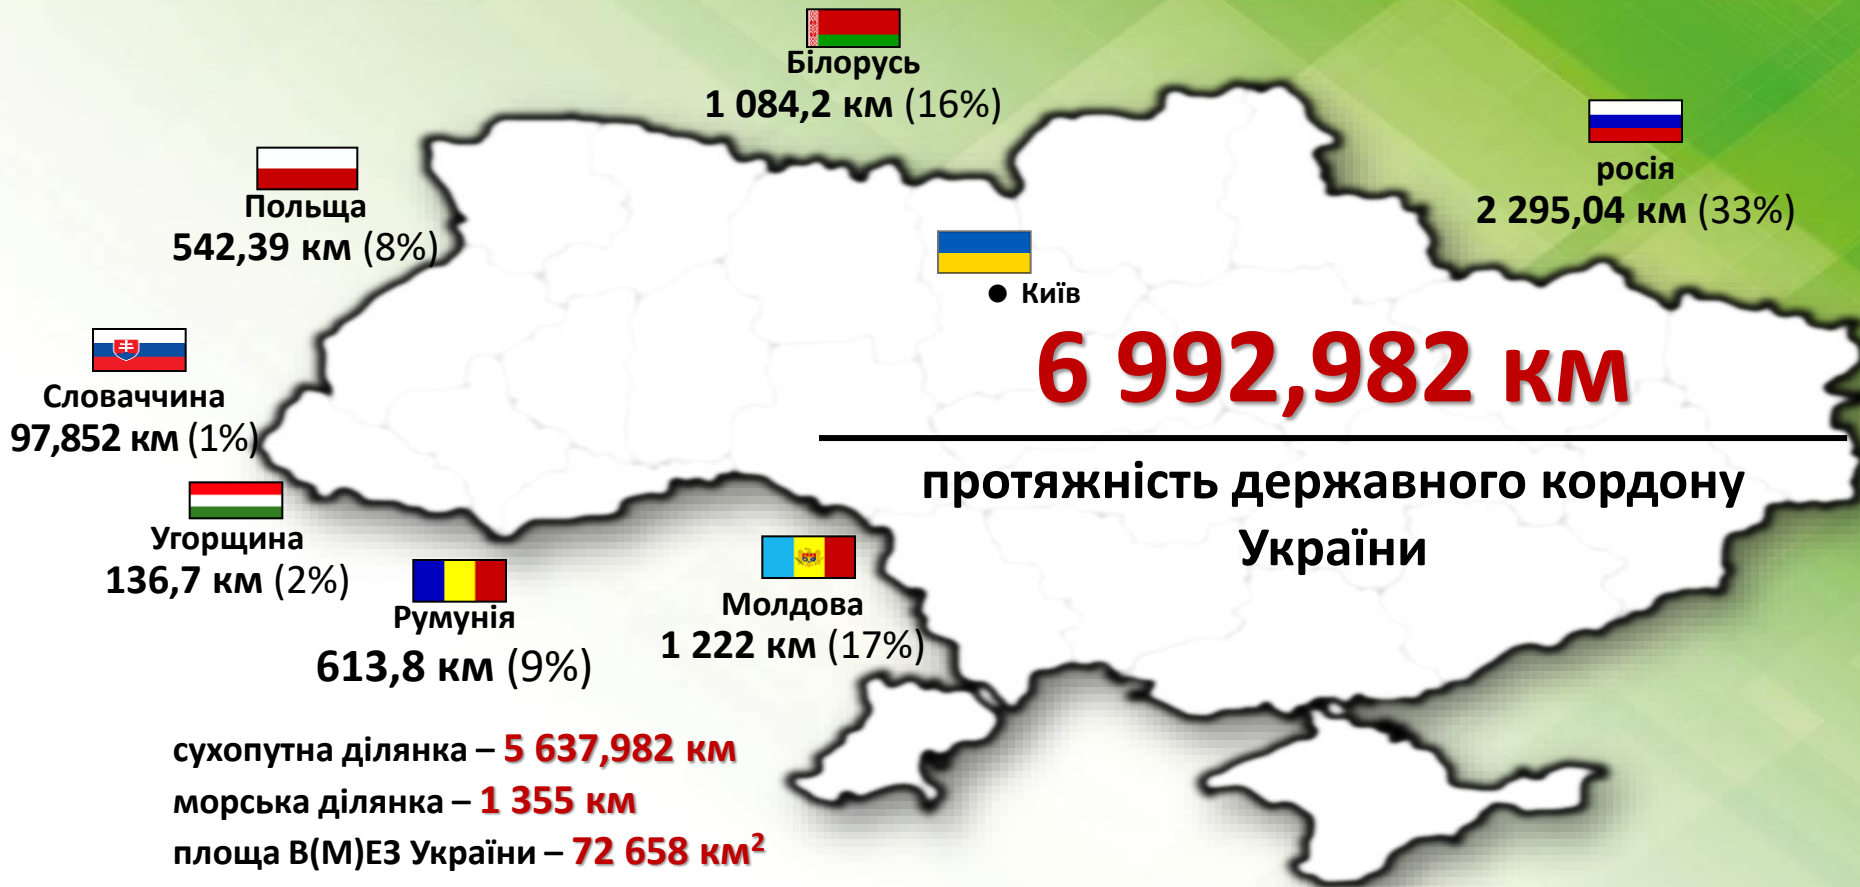 Білорусь
1 084,2 км (16%)
росія
2 295,04 км (33%)
Польща
542,39 км (8%)
Київ
Словаччина
97,852 км (1%)
6 992,982 км
протяжність державного кордону
України
Угорщина
136,7 км (2%)
Румунія
613,8 км (9%)
Молдова
1 222 км (17%)
сухопутна ділянка – 5 637,982 км
морська ділянка – 1 355 км
площа В(М)ЕЗ України – 72 658 км²